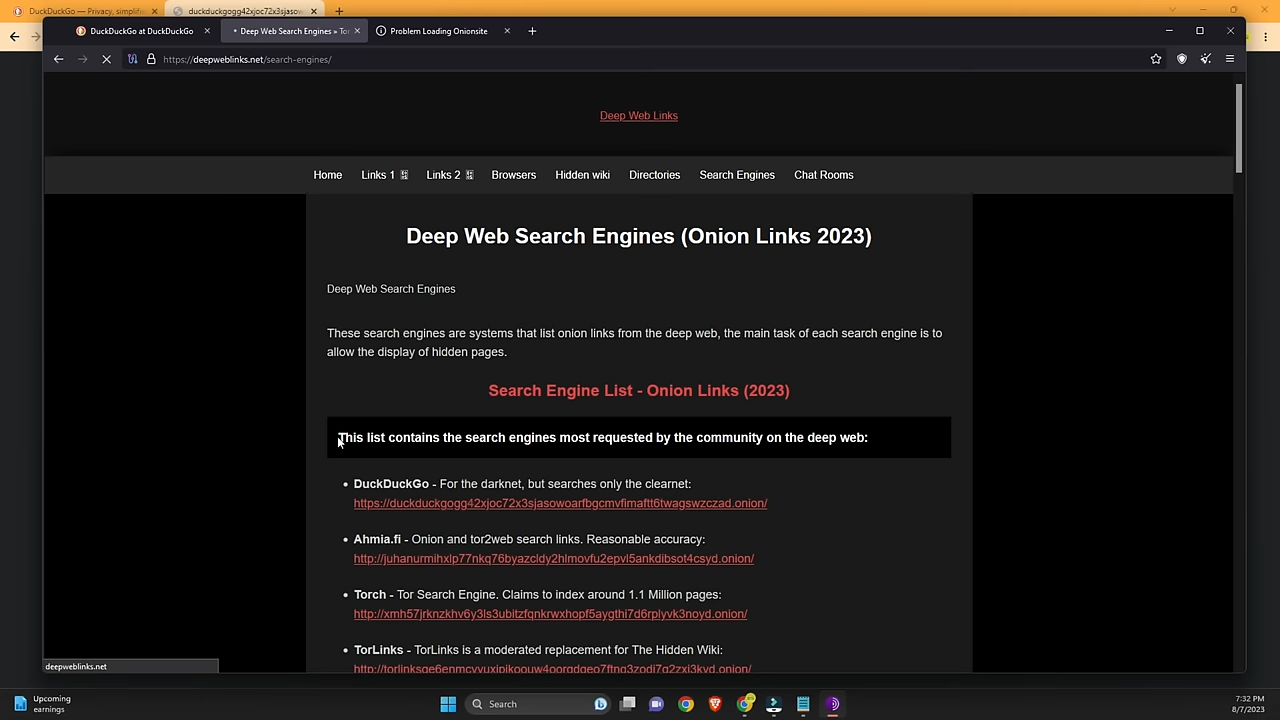 DuckDuckGo — Privacy, simplifi
duckduckgogg42xjoc72x3sjasow
DuckDuckGo at DuckDuckGo
Deep Web Search Engines » Tor
Problem Loading Onionsite
https://deepweblinks.net/search-engines/
Deep Web Links
Home
Links 1
Links 2
Browsers
Hidden wiki
Directories
Search Engines
Chat Rooms
Deep Web Search Engines (Onion Links 2023)
Deep Web Search Engines
These search engines are systems that list onion links from the deep web, the main task of each search engine is to
allow the display of hidden pages.
Search Engine List - Onion Links (2023)
This list contains the search engines most requested by the community on the deep web:
DuckDuckGo - For the darknet, but searches only the clearnet:
https://duckduckgogg42xjoc72x3sjasowoarfbgcmvfimaftt6twagswzczad.onion/
Ahmia.fi - Onion and tor2web search links. Reasonable accuracy:
http://juhanurmihxlp77nkq76byazcldy2hlmovfu2epvl5ankdibsot4csyd.onion/
Torch - Tor Search Engine. Claims to index around 1.1 Million pages:
http://xmh57jrknzkhv6y3ls3ubitzfqnkrwxhopf5aygthi7d6rplyvk3noyd.onion/
TorLinks - TorLinks is a moderated replacement for The Hidden Wiki:
deepweblinks.net
Upcoming
earnings
Search
7:32 PM
8/7/2023